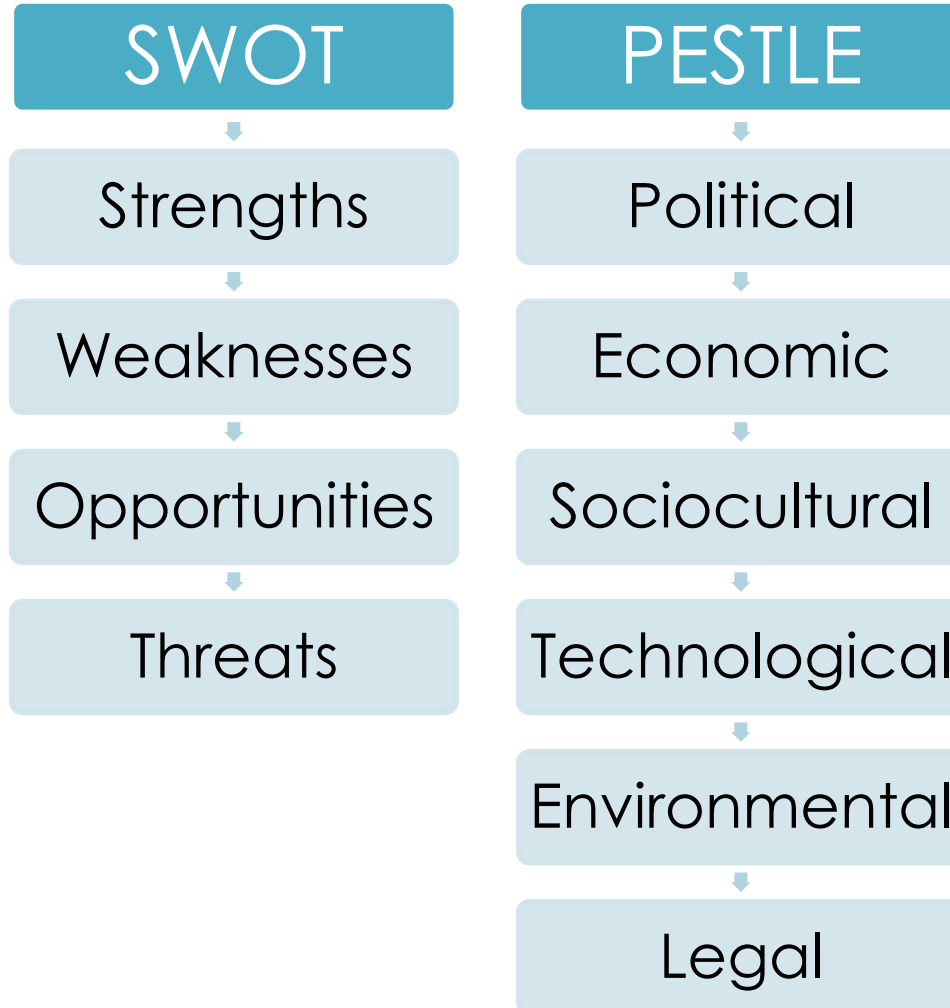 SWOT
Strengths
Weaknesses
Opportunities
Threats
PESTLE
Political
Economic
Sociocultural
Technological
Environmental
Legal